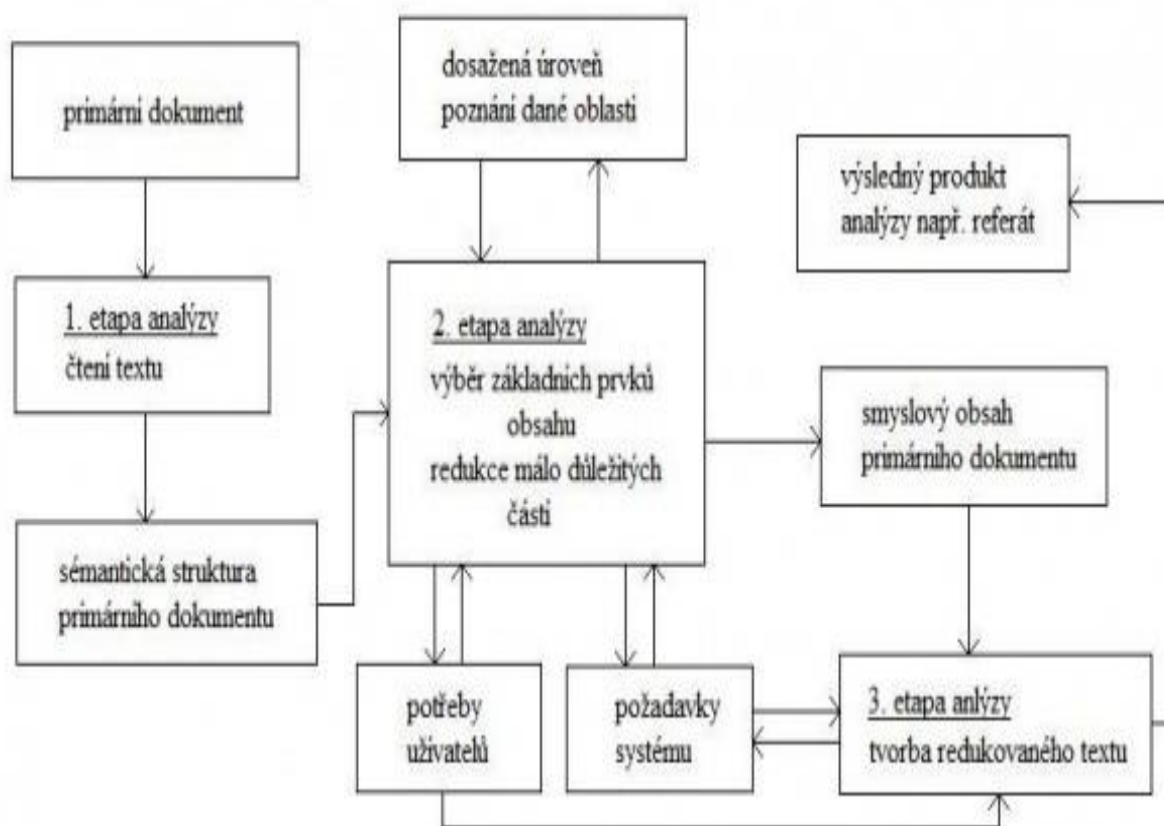 primární dokument
dosažená úroveň
poznání dané oblasti
výsledný produkt
analýzy např. referát
1. etapa analýzy
čtení textu
2. etapa analýzy
výběr základních prvků
obsahu
redukce málo důležitých
částí
smyslový obsah
primárního dokumentu
sémantická struktura
primárního dokumentu
potřeby
uživatelů
požadavky
systému
3. etapa anlýzy
tvorba redukovaného textu